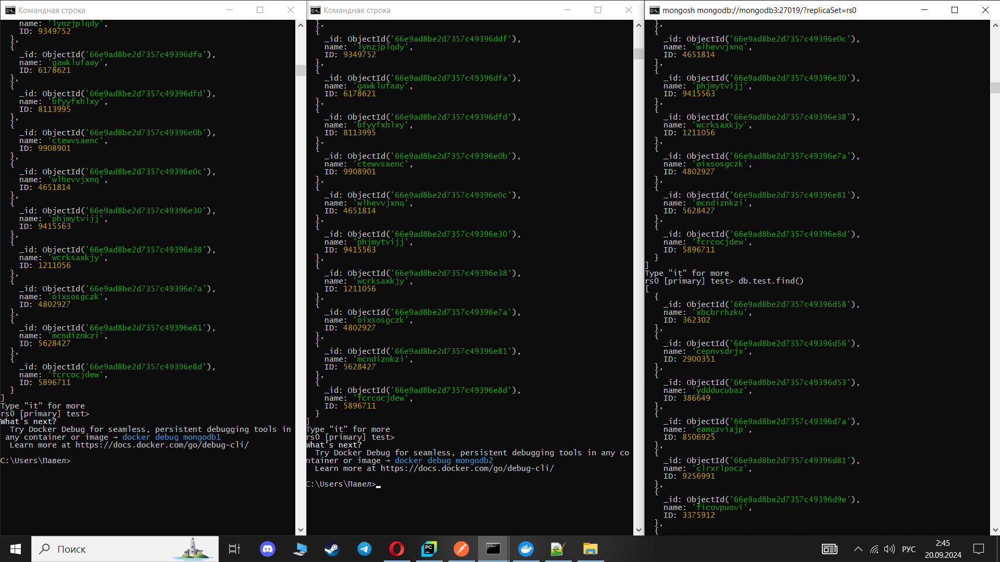 Командная строка
name: 'lynzjplqdy',
ID: 9349752
},
{
_id: ObjectId('66e9ad8be2d7357c49396dfa'),
name: 'gawklufaay',
ID: 6178621
},
{
_id: ObjectId('66e9ad8be2d7357c49396dfd'),
name: 'bfyyfxhlxy',
ID: 8113995
},
{
_id: ObjectId('66e9ad8be2d7357c49396e0b'),
name: 'ctewvsaenc',
ID: 9908901
},
{
_id: ObjectId('66e9ad8be2d7357c49396e0c'),
name: 'wlhevvjxnq',
ID: 4651814
},
{
_id: ObjectId('66e9ad8be2d7357c49396e30'),
name: 'phjmytvijj',
ID: 9415563
},
{
_id: ObjectId('66e9ad8be2d7357c49396e38'),
name: 'wcrksaxkjy',
ID: 1211056
},
{
_id: ObjectId('66e9ad8be2d7357c49396e7a'),
name: 'oixsosgczk',
ID: 4802927
},
{
_id: ObjectId('66e9ad8be2d7357c49396e81'),
name: 'mcndiznkzi',
ID: 5628427
},
{
_id: ObjectId('66e9ad8be2d7357c49396e8d'),
name: 'fcrcocjdew',
ID: 5896711
}
]
Type "it" for more
rs0 [primary] test>
What's next?
Try Docker Debug for seamless, persistent debugging tools in
any container or image → docker debug mongodb1
Learn more at https://docs.docker.com/go/debug-cli/
C:\Users\Павел>
Командная строка
},
{
_id: ObjectId('66e9ad8be2d7357c49396ddf'),
name: 'lynzjplqdy',
ID: 9349752
},
{
_id: ObjectId('66e9ad8be2d7357c49396dfa'),
name: 'gawklufaay',
ID: 6178621
},
{
_id: ObjectId('66e9ad8be2d7357c49396dfd'),
name: 'bfyyfxhlxy',
ID: 8113995
},
{
_id: ObjectId('66e9ad8be2d7357c49396e0b'),
name: 'ctewvsaenc',
ID: 9908901
},
{
_id: ObjectId('66e9ad8be2d7357c49396e0c'),
name: 'wlhevvjxnq',
ID: 4651814
},
{
_id: ObjectId('66e9ad8be2d7357c49396e30'),
name: 'phjmytvijj',
ID: 9415563
},
{
_id: ObjectId('66e9ad8be2d7357c49396e38'),
name: 'wcrksaxkjy',
ID: 1211056
},
{
_id: ObjectId('66e9ad8be2d7357c49396e7a'),
name: 'oixsosgczk',
ID: 4802927
},
{
_id: ObjectId('66e9ad8be2d7357c49396e81'),
name: 'mcndiznkzi',
ID: 5628427
},
{
_id: ObjectId('66e9ad8be2d7357c49396e8d'),
name: 'fcrcocjdew',
ID: 5896711
}
]
Type "it" for more
rs0 [primary] test>
What's next?
Try Docker Debug for seamless, persistent debugging tools in any co
ntainer or image → docker debug mongodb2
Learn more at https://docs.docker.com/go/debug-cli/
C:\Users\Павел>
mongosh mongodb://mongodb3:27019/?replicaSet=rs0
},
{
_id: ObjectId('66e9ad8be2d7357c49396e0c'),
name: 'wlhevvjxnq',
ID: 4651814
},
{
_id: ObjectId('66e9ad8be2d7357c49396e30'),
name: 'phjmytvijj',
ID: 9415563
},
{
_id: ObjectId('66e9ad8be2d7357c49396e38'),
name: 'wcrksaxkjy',
ID: 1211056
},
{
_id: ObjectId('66e9ad8be2d7357c49396e7a'),
name: 'oixsosgczk',
ID: 4802927
},
{
_id: ObjectId('66e9ad8be2d7357c49396e81'),
name: 'mcndiznkzi',
ID: 5628427
},
{
_id: ObjectId('66e9ad8be2d7357c49396e8d'),
name: 'fcrcocjdew',
ID: 5896711
}
]
Type "it" for more
rs0 [primary] test> db.test.find()
[
{
_id: ObjectId('66e9ad8be2d7357c49396d58'),
name: 'xbcbrrhzku',
ID: 362302
},
{
_id: ObjectId('66e9ad8be2d7357c49396d56'),
name: 'cepnvsdrjx',
ID: 2900351
},
{
_id: ObjectId('66e9ad8be2d7357c49396d53'),
name: 'yddducubaz',
ID: 386649
},
{
_id: ObjectId('66e9ad8be2d7357c49396d7a'),
name: 'eamgzviajp',
ID: 8506925
},
{
_id: ObjectId('66e9ad8be2d7357c49396d81'),
name: 'clrxrlpocz',
ID: 9256991
},
{
_id: ObjectId('66e9ad8be2d7357c49396d9e'),
name: 'ficovpuovi',
ID: 3375912
},
{
Поиск
PC
РУС
2:45
20.09.2024